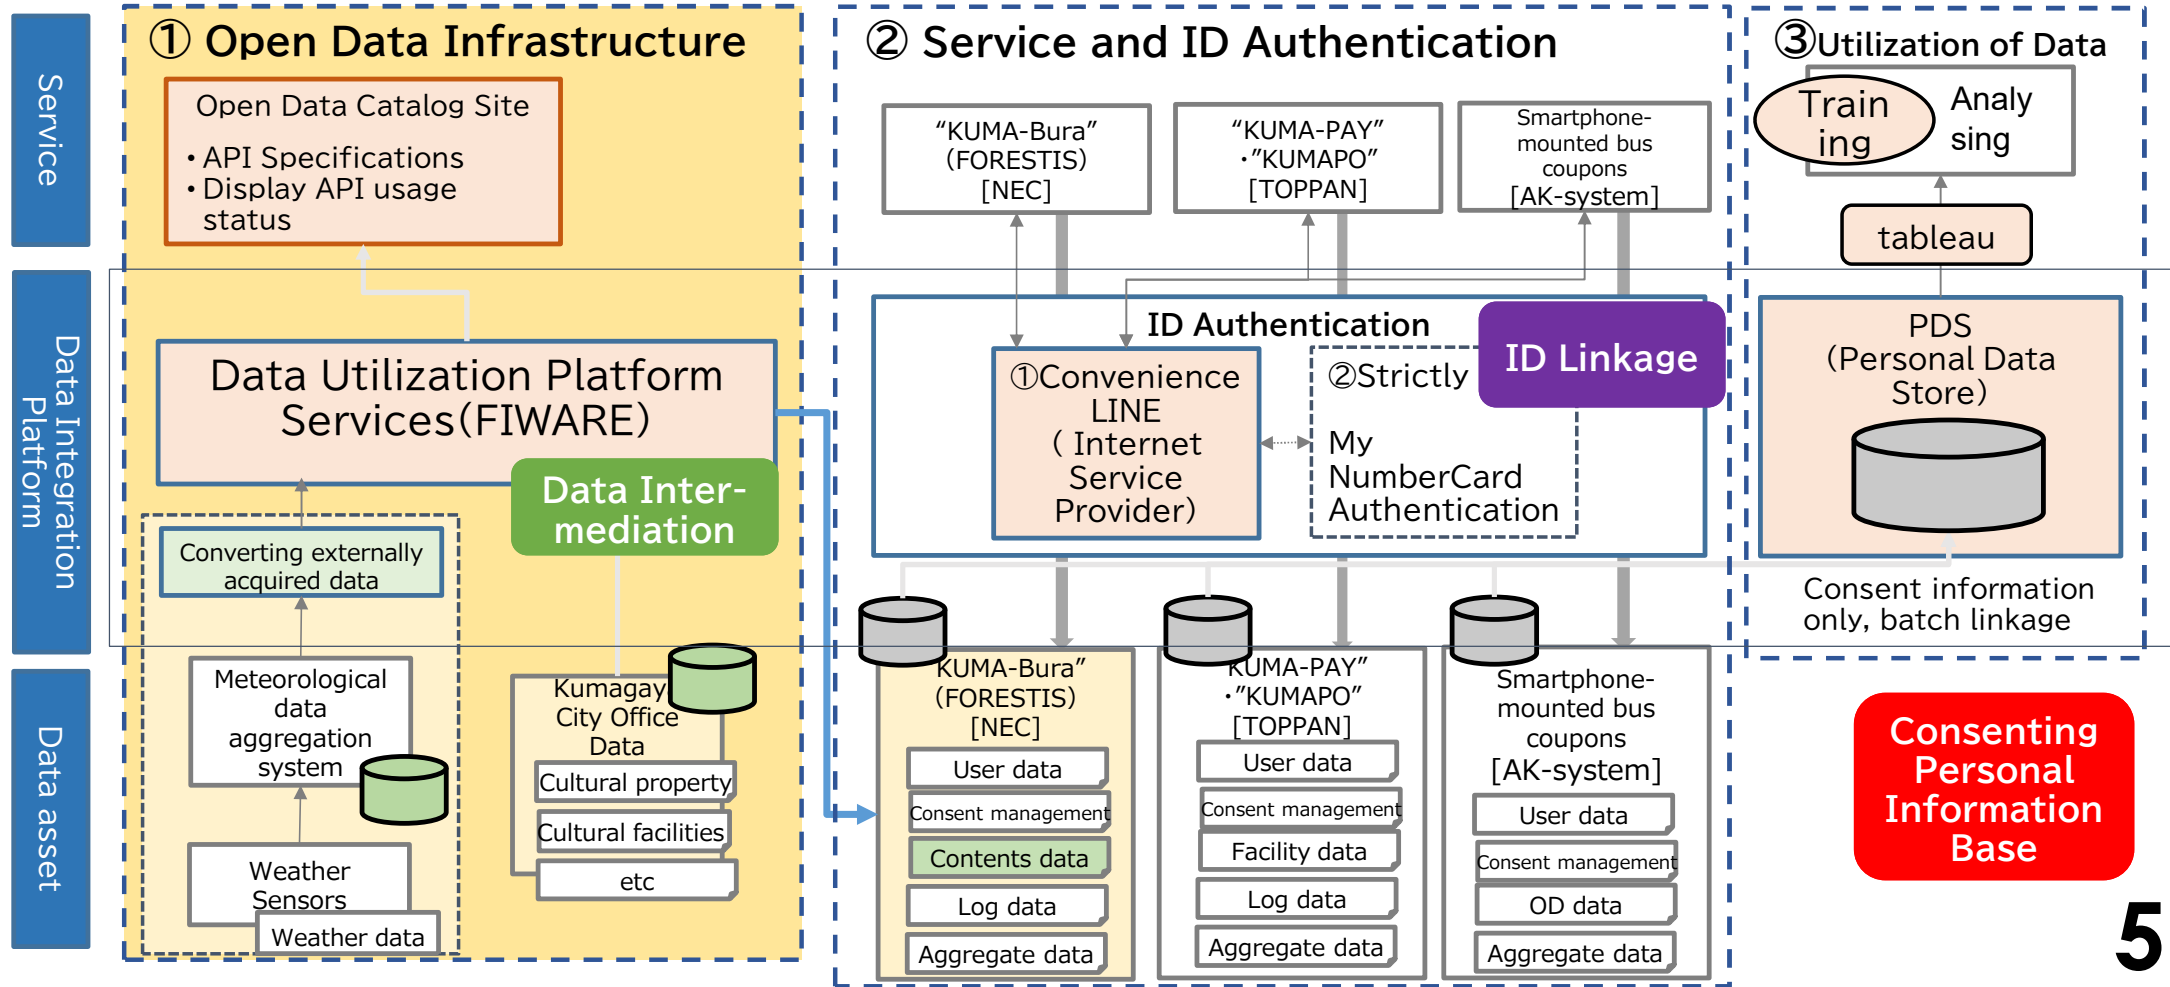 Service
Data Integration
Platform
Data asset
① Open Data Infrastructure
Open Data Catalog Site
・API Specifications
・Display API usage
status
Data Utilization Platform
Services(FIWARE)
Data Inter-
mediation
Converting externally
acquired data
Meteorological
data
aggregation
system
Weather
Sensors
Weather data
Kumagay
City Office
Data
Cultural property
Cultural facilities
etc
② Service and ID Authentication
“KUMA-Bura”
(FORESTIS)
[NEC]
“KUMA-PAY”
・”KUMAPO”
[TOPPAN]
Smartphone-
mounted bus
coupons
[AK-system]
ID Authentication
ID Linkage
①Convenience
LINE
( Internet
Service
Provider)
②Strictly
My
NumberCard
Authentication
KUMA-Bura”
(FORESTIS)
[NEC]
User data
Consent management
Contents data
Log data
Aggregate data
KUMA-PAY”
・”KUMAPO”
[TOPPAN]
User data
Consent management
Facility data
Log data
Aggregate data
Smartphone-
mounted bus
coupons
[AK-system]
User data
Consent management
OD data
Aggregate data
③Utilization of Data
Train
ing
Analy
sing
tableau
PDS
(Personal Data
Store)
Consent information
only, batch linkage
Consenting
Personal
Information
Base
5